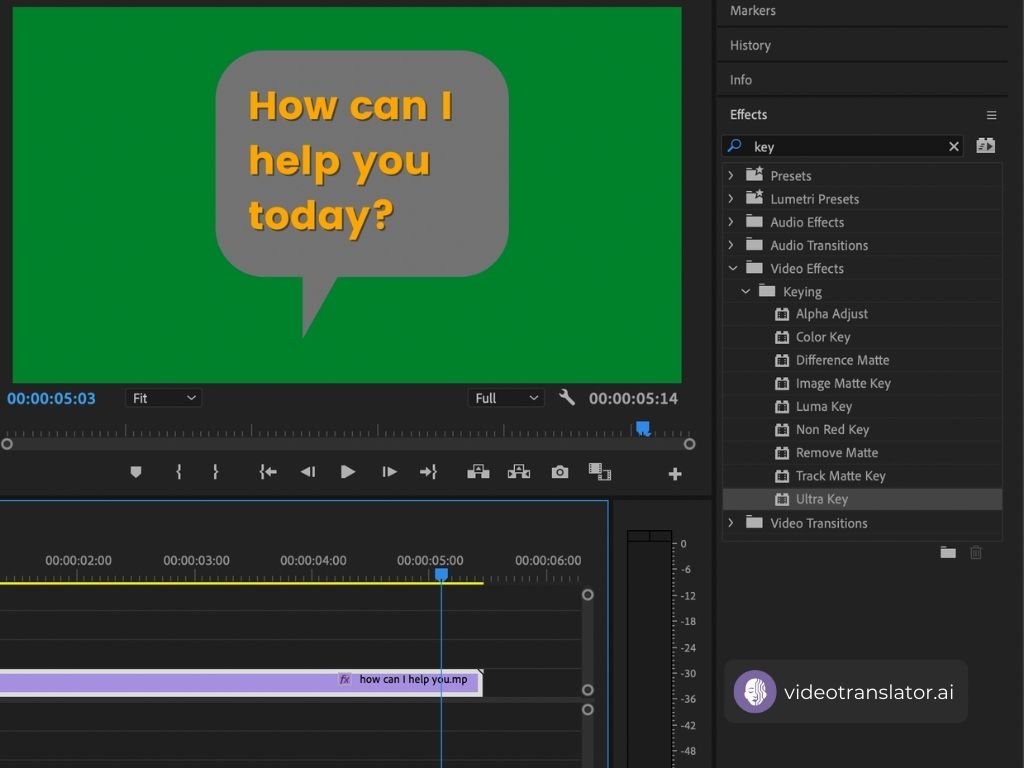 How can I
help you
today?
00:00:05:03
Fit
Full
00:00:05:14
00:00:02:00
00:00:03:00
00:00:04:00
00:00:05:00
00:00:06:00
fx how can I help you.mp
0
-6
-12
-18
-24
-30
-36
-42
-48
Markers
History
Info
Effects
key
Presets
Lumetri Presets
Audio Effects
Audio Transitions
Video Effects
Keying
Alpha Adjust
Color Key
Difference Matte
Image Matte Key
Luma Key
Non Red Key
Remove Matte
Track Matte Key
Ultra Key
Video Transitions
videotranslator.ai